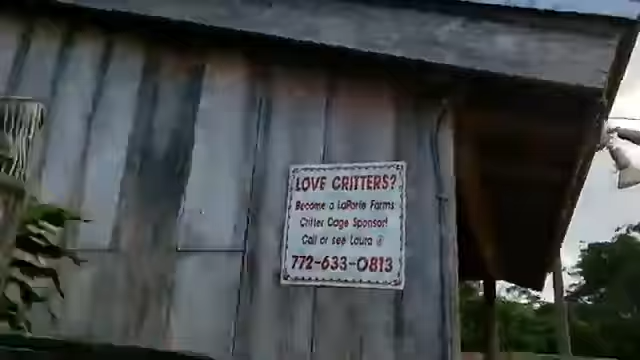 LOVE CRITTERS?
Become a LaPorte Farms
Critter Cage Sponsor!
Call or see Laura @
772-633-0813